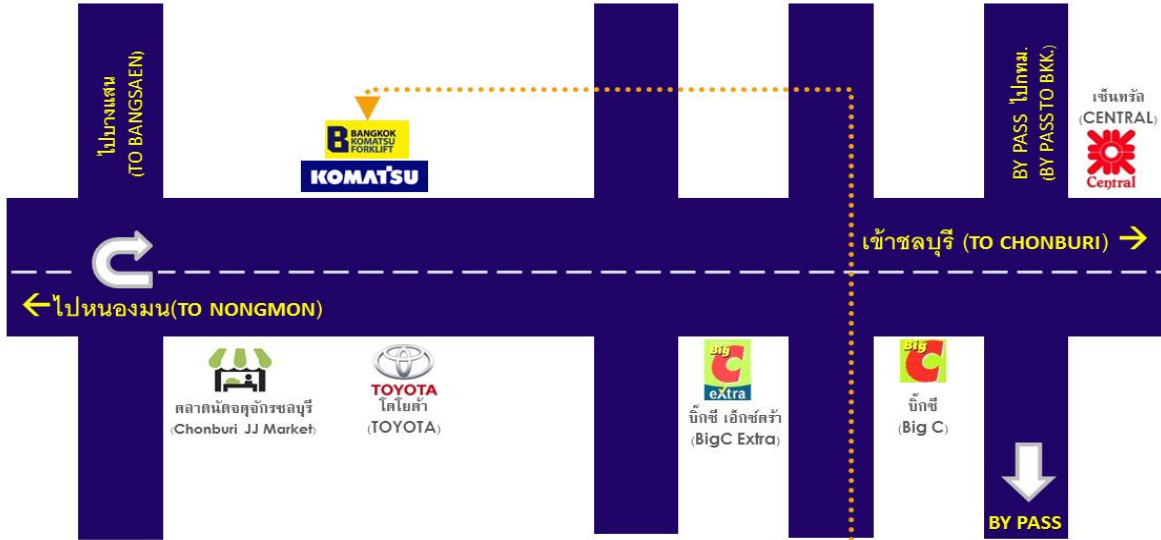 ไปบางแสน
(TO BANGSAEN)
B BANGKOK
KOMATSU
FORKLIFT
KOMATSU
BY PASS ไปกทม.
(BY PASS TO BKK.)
เซ็นทรัล
(CENTRAL)
Central
เข้าชลบุรี (TO CHONBURI) →
←ไปหนองมน(TO NONGMON)
ตลาดนัดจตุจักรชลบุรี
(Chonburi JJ Market)
TOYOTA
โตโยต้า
(TOYOTA)
Big
C
eXtra
บิ๊กซี เอ็กซ์ตร้า
(BigC Extra)
Big
C
บิ๊กซี
(Big C)
BY PASS